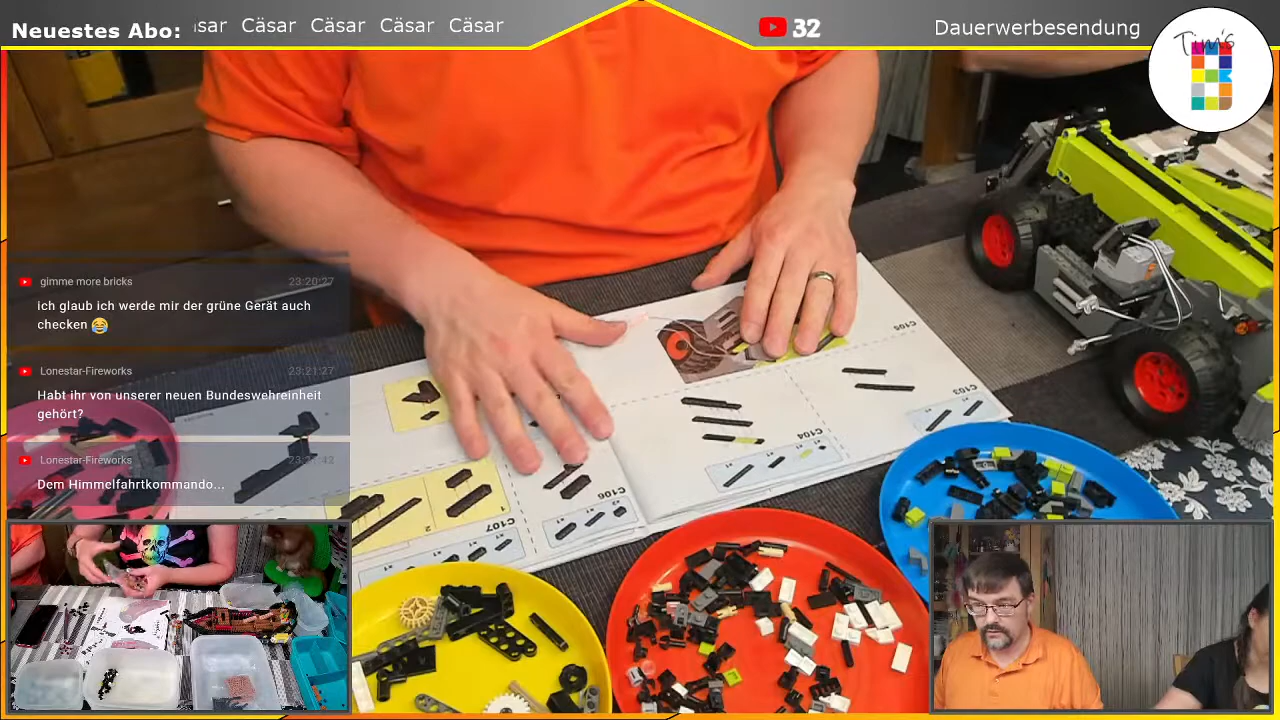 Neuestes Abo: sar Cäsar Cäsar Cäsar Cäsar
32
Dauerwerbesendung
Tim's
gimme more bricks 23:20:27
ich glaub ich werde mir der grüne Gerät auch
checken 😂
Lonestar-Fireworks 23:21:27
Habt ihr von unserer neuen Bundeswehreinheit
gehört?
Lonestar-Fireworks
Dem Himmelfahrtkommando...
C105
C103
C104
C106
C107
1
2